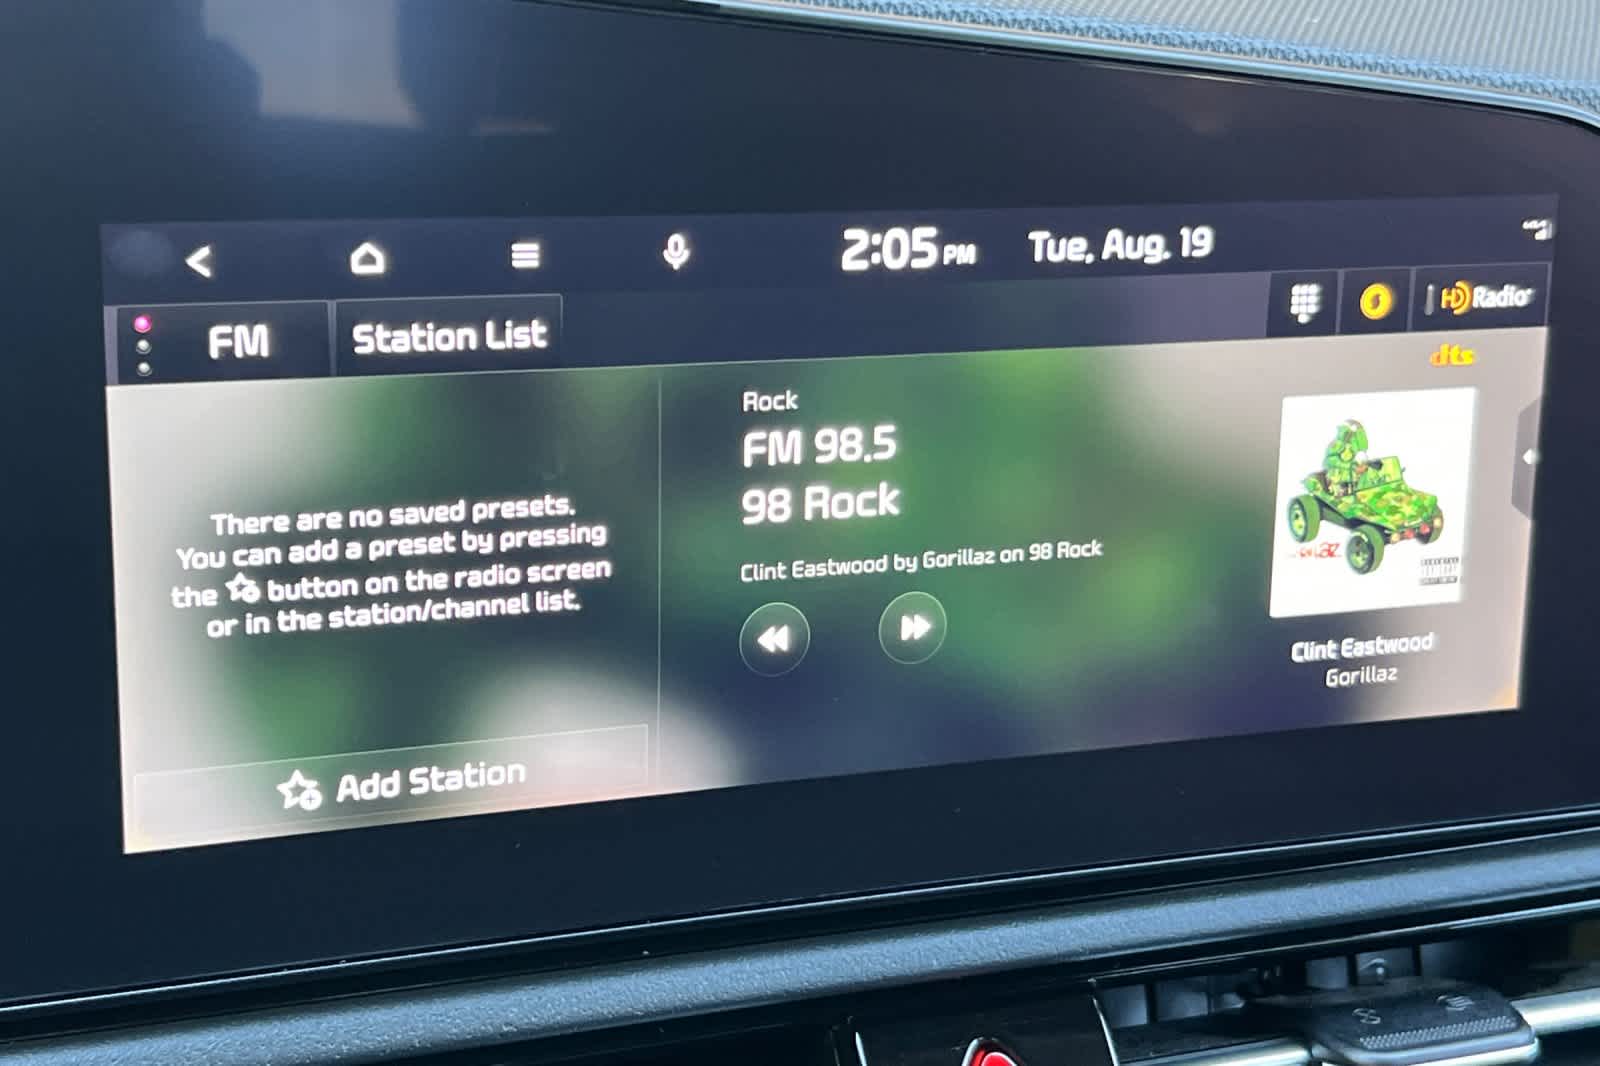 2:05 PM Tue, Aug. 19
FM Station List HD Radio
dts
Rock
FM 98.5
98 Rock
Clint Eastwood by Gorillaz on 98 Rock
There are no saved presets.
You can add a preset by pressing
the button on the radio screen
or in the station/channel list.
Add Station
Clint Eastwood
Gorillaz